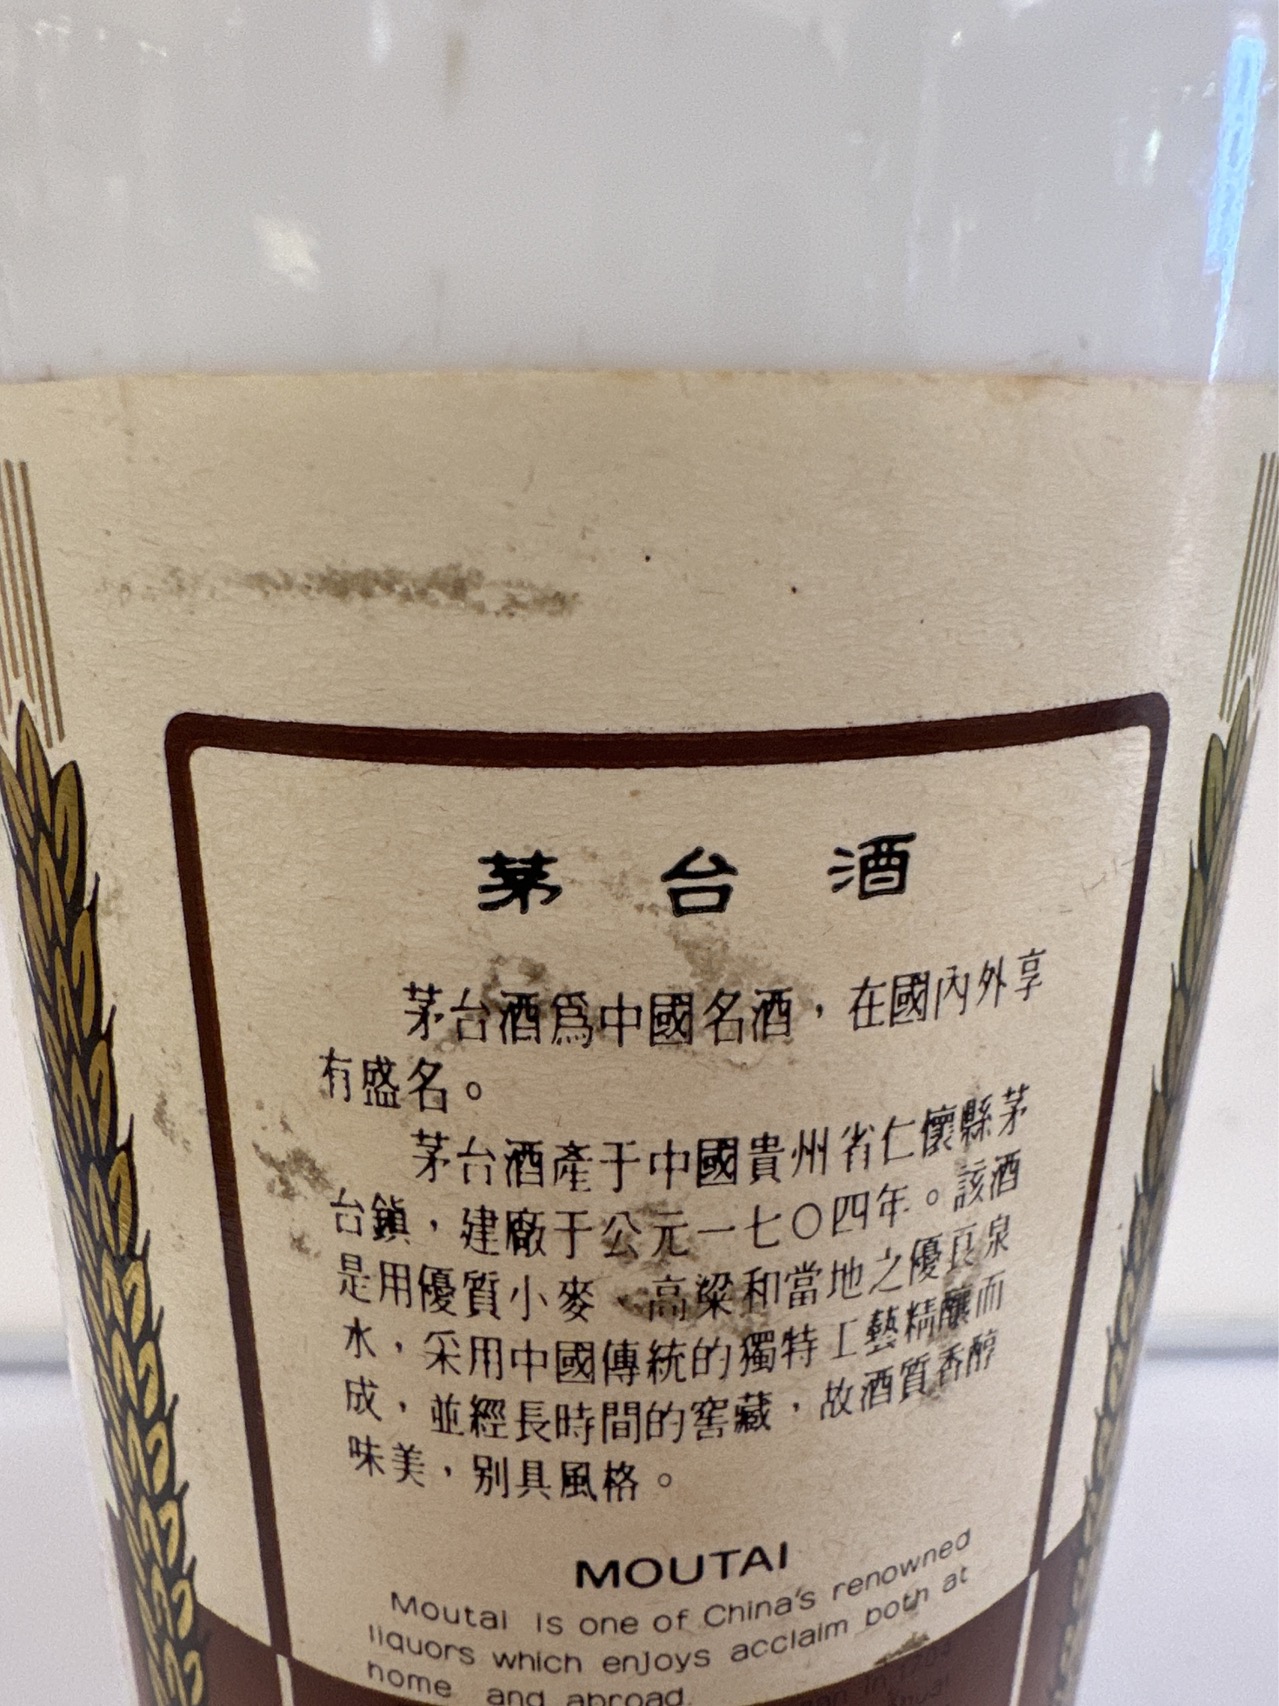 茅台酒
茅台酒爲中國名酒，在國內外享
有盛名。
茅台酒產于中國貴州省仁懷縣茅
台鎮，建廠于公元一七〇四年。該酒
是用優質小麥、高粱和當地之優良泉
水，采用中國傳統的獨特工藝精釀而
成，並經長時間的窖藏，故酒質香醇
味美，别具風格。
MOUTAI
Moutai is one of China's renowned
liquors which enjoys acclaim both at
home and abroad.
in 1704